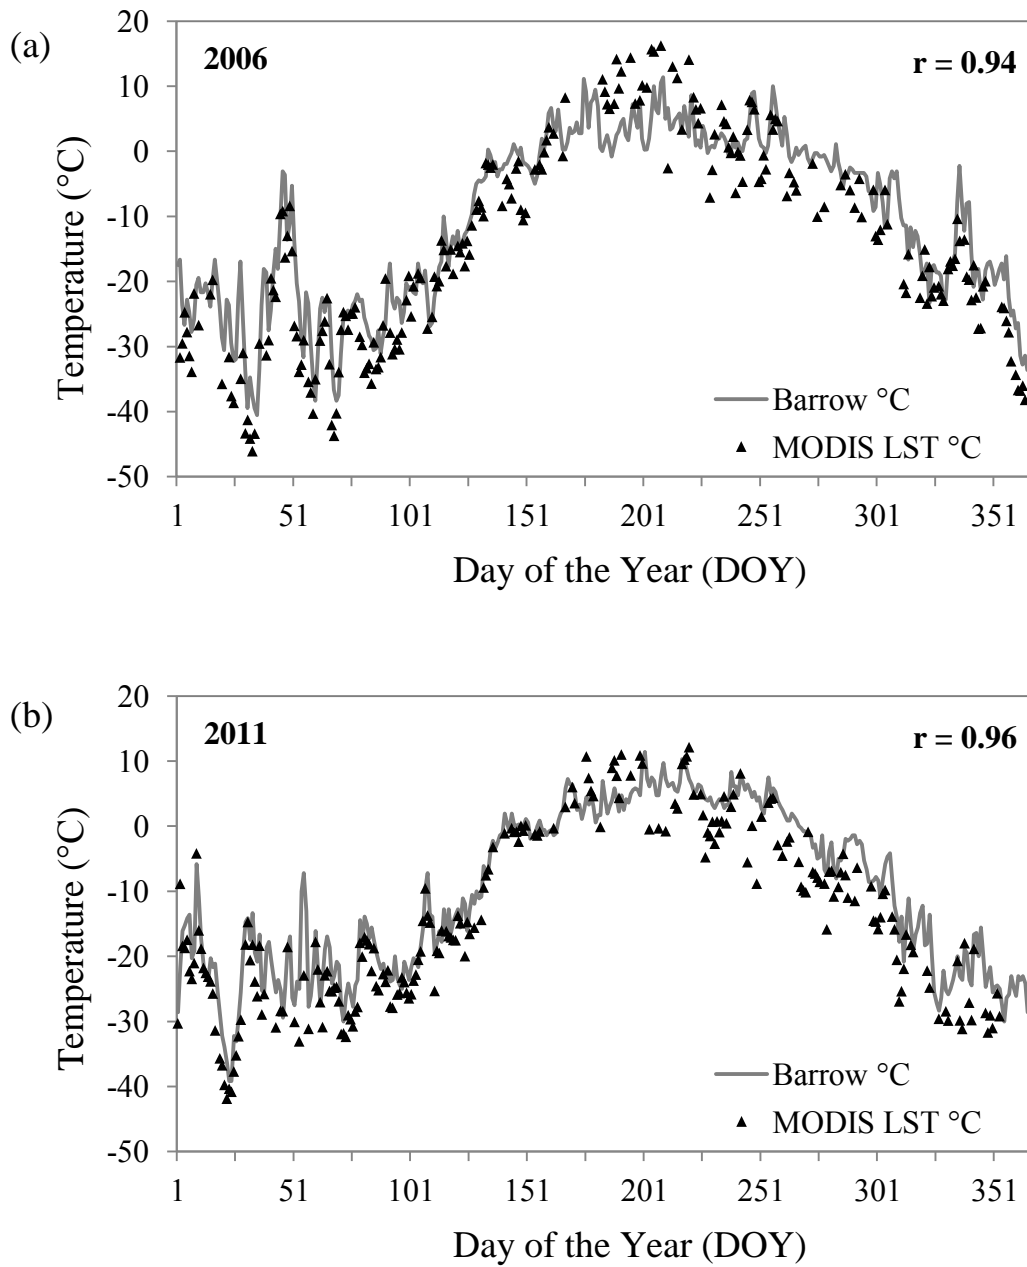 (a)
2006
r = 0.94
20
10
0
-10
-20
-30
-40
-50
Temperature (°C)
Barrow °C
MODIS LST °C
1 51 101 151 201 251 301 351
Day of the Year (DOY)
(b)
2011
r = 0.96
20
10
0
-10
-20
-30
-40
-50
Temperature (°C)
Barrow °C
MODIS LST °C
1 51 101 151 201 251 301 351
Day of the Year (DOY)